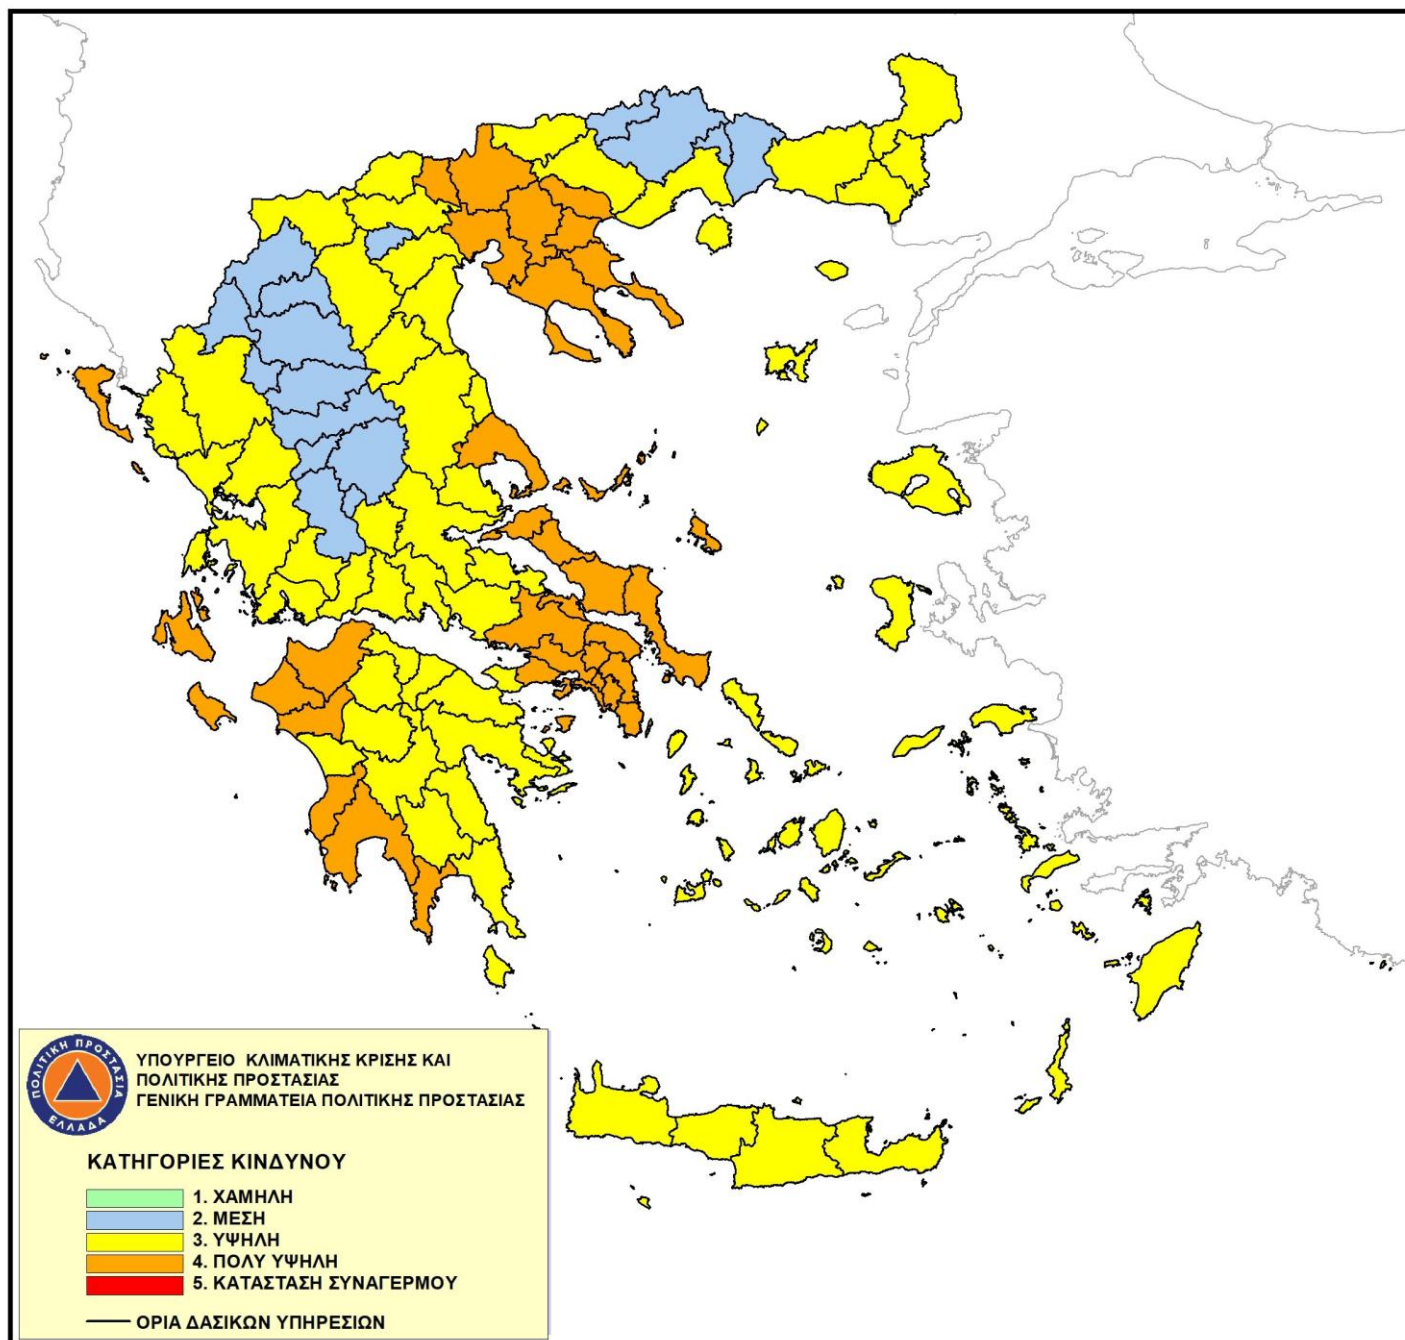 ΠΟΛΙΤΙΚΗ ΠΡΟΣΤΑΣΙΑ
ΕΛΛΑΔΑ
ΥΠΟΥΡΓΕΙΟ ΚΛΙΜΑΤΙΚΗΣ ΚΡΙΣΗΣ ΚΑΙ
ΠΟΛΙΤΙΚΗΣ ΠΡΟΣΤΑΣΙΑΣ
ΓΕΝΙΚΗ ΓΡΑΜΜΑΤΕΙΑ ΠΟΛΙΤΙΚΗΣ ΠΡΟΣΤΑΣΙΑΣ
ΚΑΤΗΓΟΡΙΕΣ ΚΙΝΔΥΝΟΥ
1. ΧΑΜΗΛΗ
2. ΜΕΣΗ
3. ΥΨΗΛΗ
4. ΠΟΛΥ ΥΨΗΛΗ
5. ΚΑΤΑΣΤΑΣΗ ΣΥΝΑΓΕΡΜΟΥ
ΟΡΙΑ ΔΑΣΙΚΩΝ ΥΠΗΡΕΣΙΩΝ